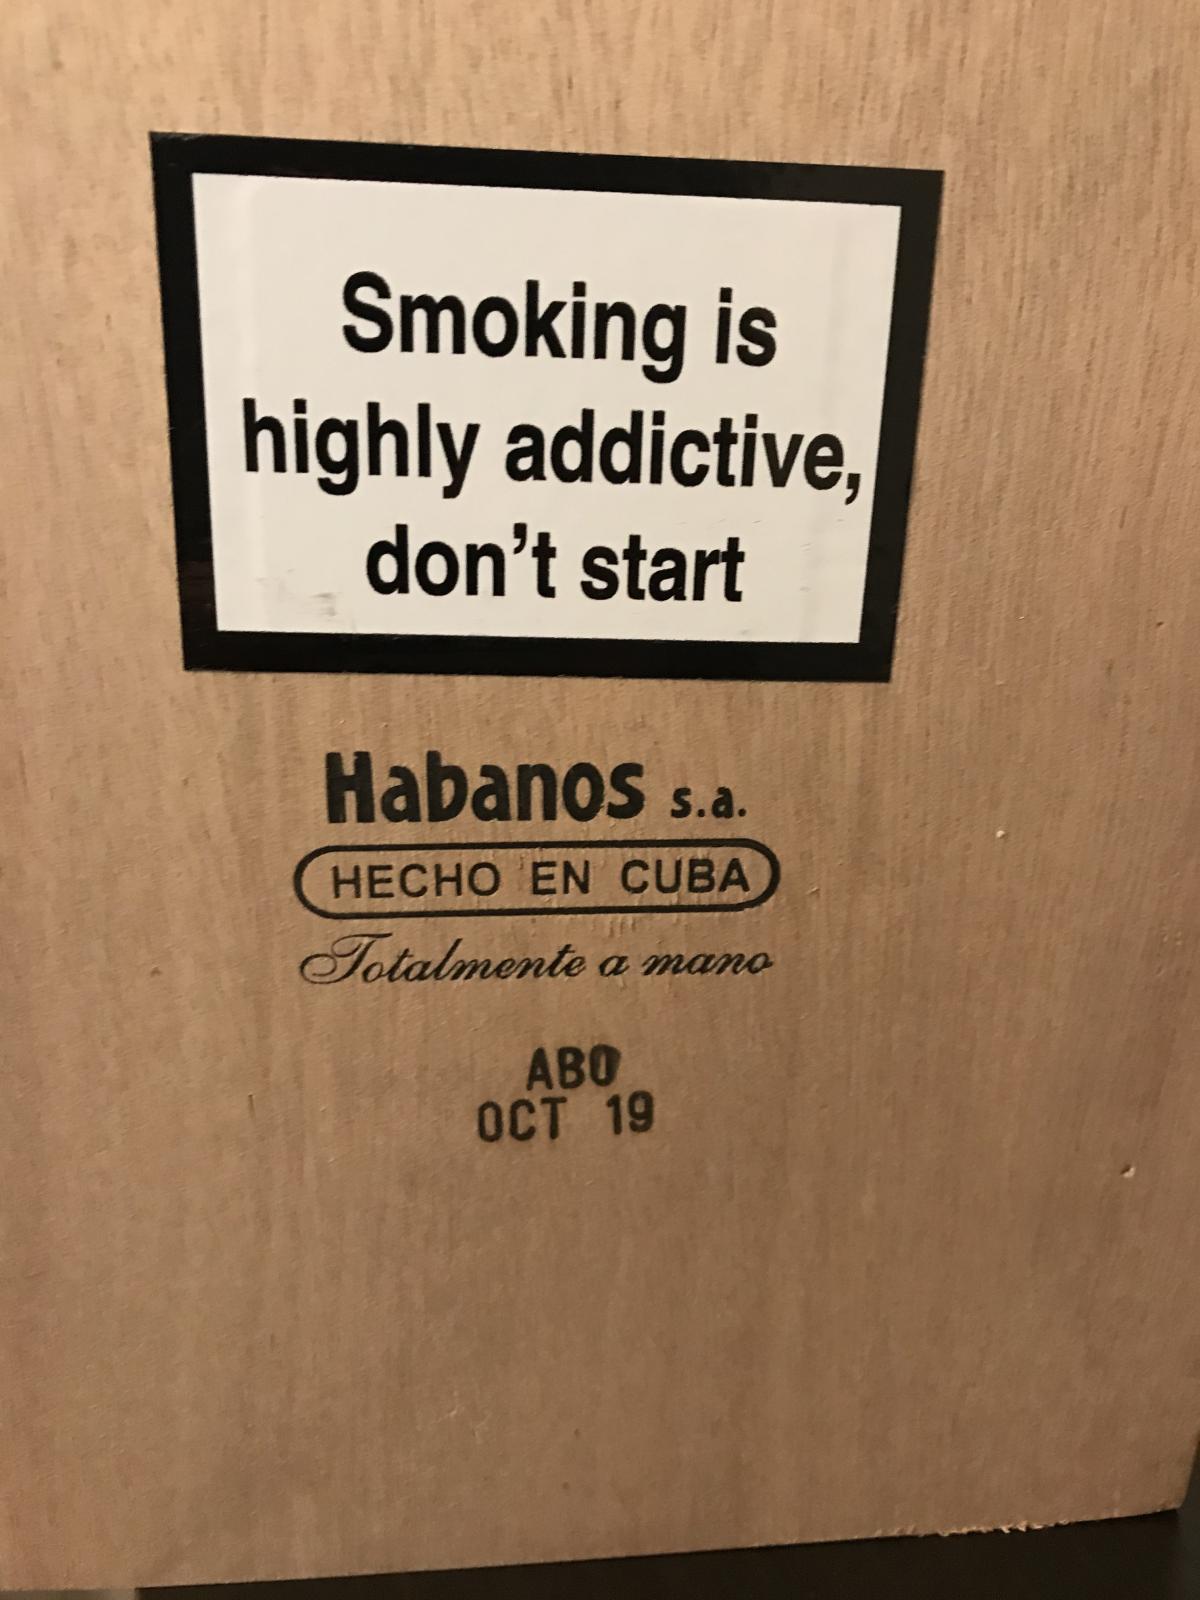 Smoking is
highly addictive,
don't start
Habanos s.a.
HECHO EN CUBA
Totalmente a mano
ABO
OCT 19